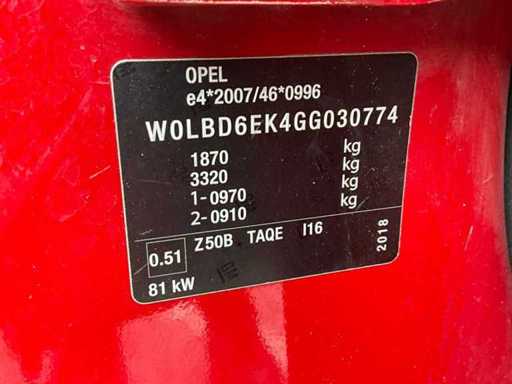 OPEL
e4*2007/46*0996
W0LBD6EK4GG030774
1870 kg
3320 kg
1-0970 kg
2-0910 kg
0.51 Z50B TAQE I16
81 kW
2018